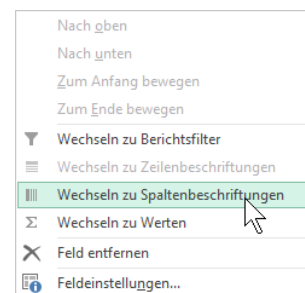 Nach oben
Nach unten
Zum Anfang bewegen
Zum Ende bewegen
Wechseln zu Berichtsfilter
Wechseln zu Zeilenbeschriftungen
Wechseln zu Spaltenbeschriftungen
Σ Wechseln zu Werten
Feld entfernen
Feldeinstellungen...